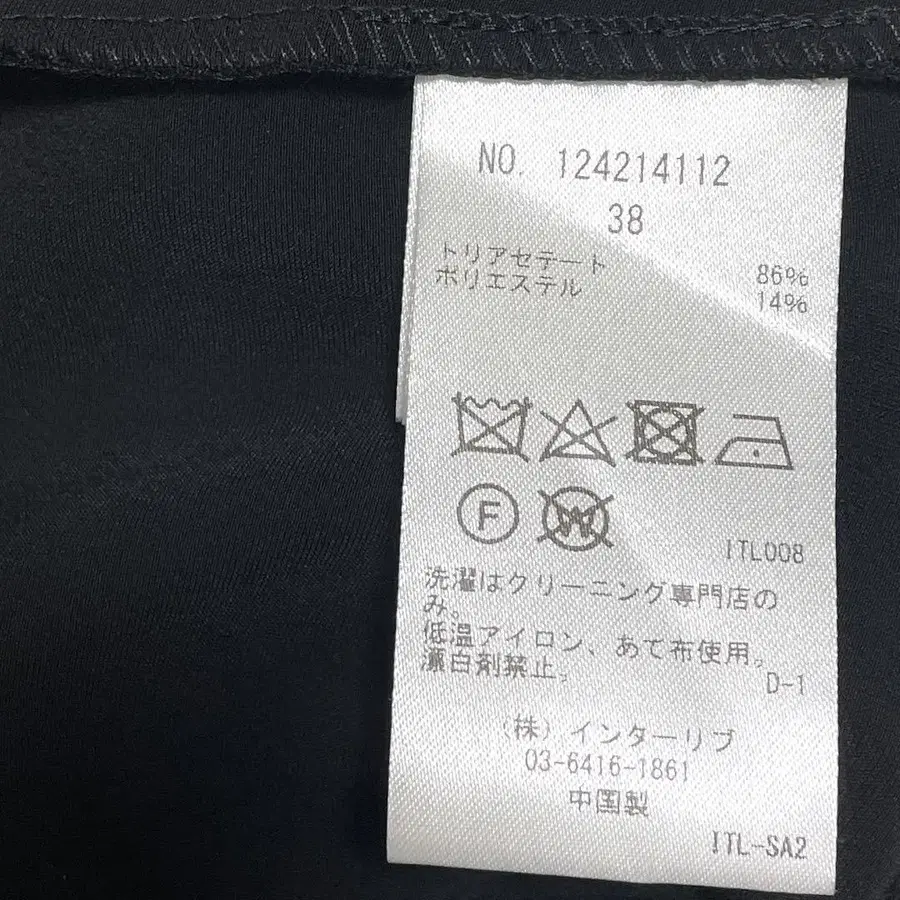 NO. 124214112
38
トリアセテート 86%
ポリエステル 14%
F W
ITL008
洗濯はクリーニング専門店の
み。
低温アイロン、あて布使用。
漂白剤禁止。
D-1
(株)インターリブ
03-6416-1861
中国製
ITL-SA2